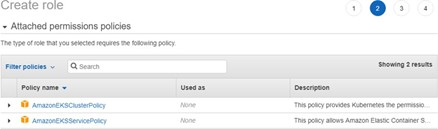 Create role
1 2 3 4
Attached permissions policies
The type of role that you selected requires the following policy.
Filter policies Search Showing 2 results
Policy name Used as Description
AmazonEKSClusterPolicy None This policy provides Kubernetes the permissio...
AmazonEKSServicePolicy None This policy allows Amazon Elastic Container S...